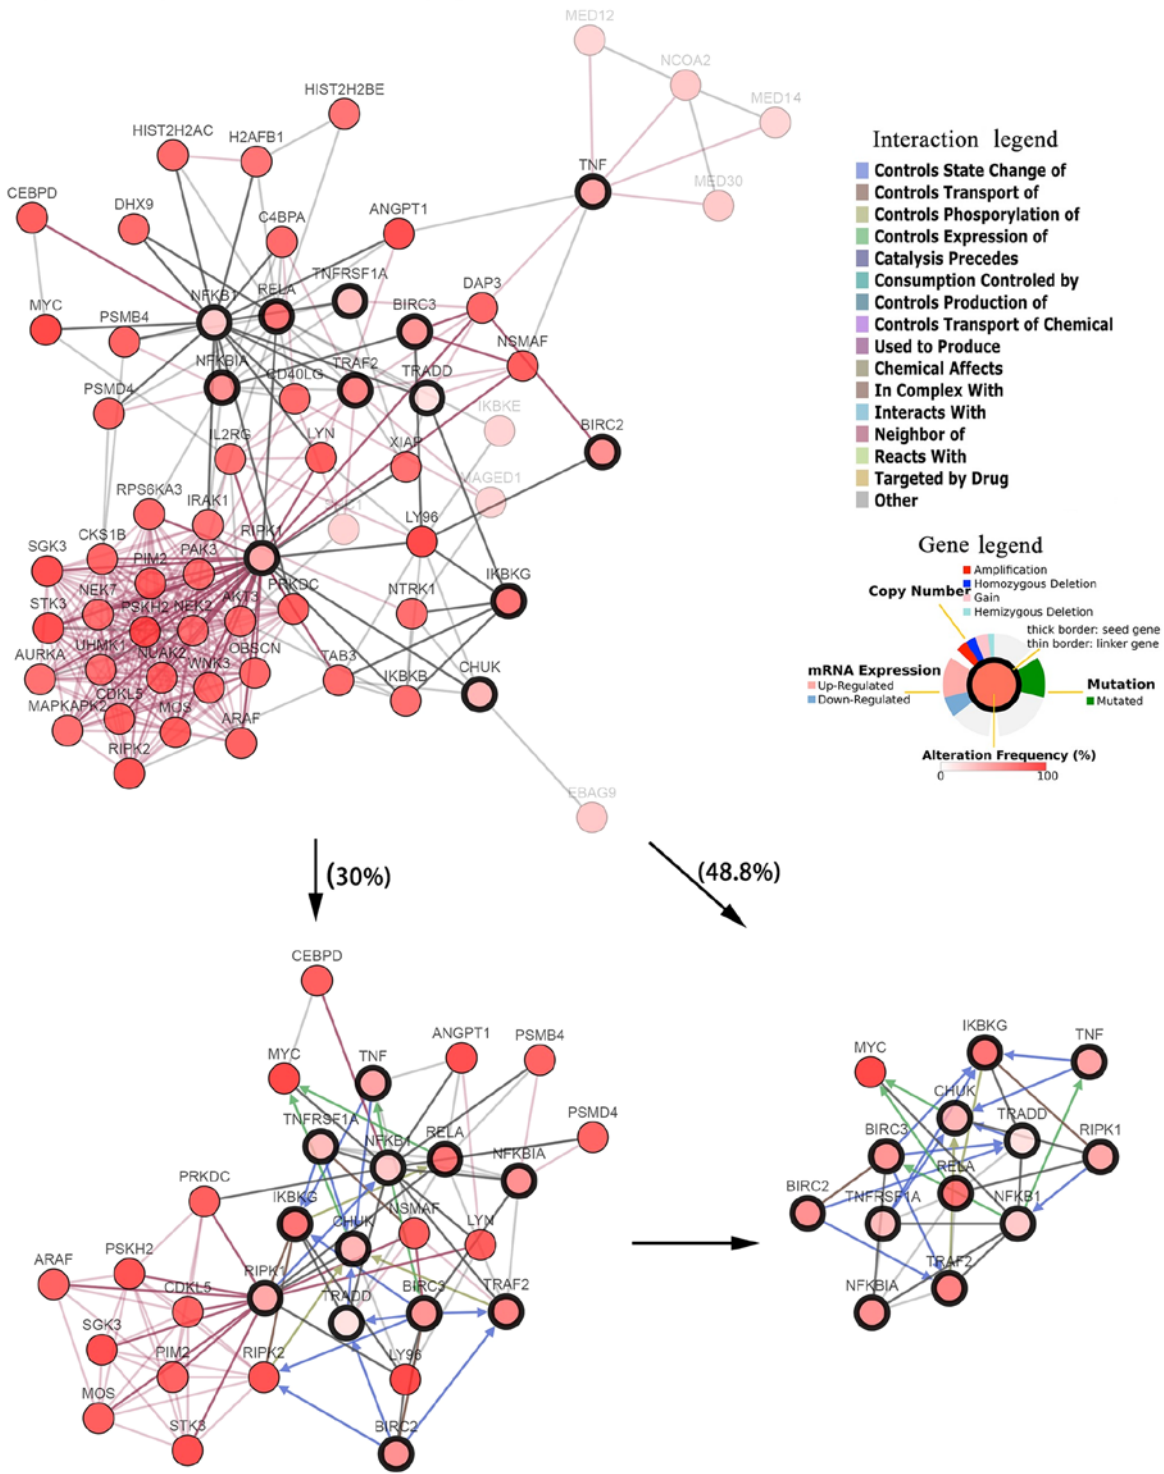 MED12
NCOA2
MED14
HIST2H2BE
HIST2H2AC
H2AFB1
TNF
MED30
CEBPD
DHX9
C4BPA
ANGPT1
TNFRSF1A
NFKB1
RELA
BIRC3
DAP3
MYC
PSMB4
NSMAF
NFKBIA
CD40LG
TRAF2
TRADD
PSMD4
IKBKE
BIRC2
IL2RG
LYN
XIAP
MAGED1
RPS6KA3
IRAK1
RIPK1
LY96
CKS1B
SGK3
PIM2
PAK3
PRKDC
NTRK1
IKBKG
NEK7
STK3
PSKH2
NEK2
AKT3
UHMK1
AURKA
NUAK2
WNK3
OBSCN
TAB3
IKBKB
CHUK
CDKL5
MAPKAPK2
MOS
ARAF
RIPK2
EBAG9
Interaction legend
Controls State Change of
Controls Transport of
Controls Phosporylation of
Controls Expression of
Catalysis Precedes
Consumption Controled by
Controls Production of
Controls Transport of Chemical
Used to Produce
Chemical Affects
In Complex With
Interacts With
Neighbor of
Reacts With
Targeted by Drug
Other
Gene legend
Amplification
Homozygous Deletion
Copy Number
Gain
Hemizygous Deletion
thick border: seed gene
thin border: linker gene
mRNA Expression
Up-Regulated
Down-Regulated
Mutation
Mutated
Alteration Frequency (%)
0 100
(30%)
(48.8%)
CEBPD
ANGPT1
PSMB4
MYC
TNF
PSMD4
TNFRSF1A
NFKB1
RELA
NFKBIA
PRKDC
IKBKG
CHUK
NSMAF
LYN
ARAF
PSKH2
RIPK1
CDKL5
TRADD
BIRC3
TRAF2
SGK3
PIM2
RIPK2
LY96
MOS
STK3
BIRC2
IKBKG
TNF
MYC
CHUK
TRADD
BIRC3
RIPK1
RELA
BIRC2
TNFRSF1A
NFKB1
TRAF2
NFKBIA